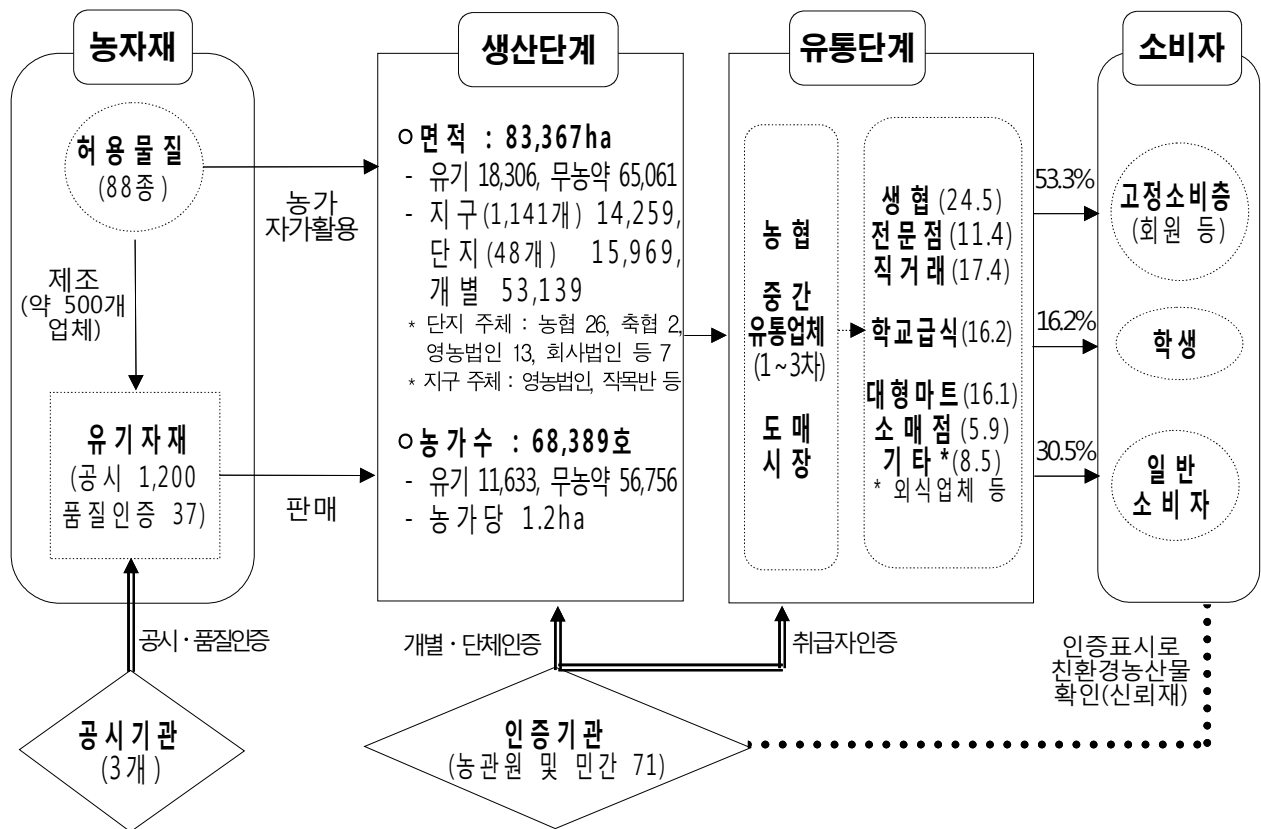 농자재
허용물질
(88종)
제조
(약 500개
업체)
유기자재
(공시 1,200
품질인증 37)
농가
자가활용
판매
공시·품질인증
공시기관
(3개)
생산단계
ㅇ면적 : 83,367ha
- 유기 18,306, 무농약 65,061
- 지구(1,141개) 14,259,
단지(48개) 15,969,
개별 53,139
* 단지 주체 : 농협 26, 축협 2,
영농법인 13, 회사법인 등 7
* 지구 주체 : 영농법인, 작목반 등
ㅇ농가수 : 68,389호
- 유기 11,633, 무농약 56,756
- 농가당 1.2ha
개별·단체인증
취급자인증
인증기관
(농관원 및 민간 71)
유통단계
농협
중간
유통업체
(1~3차)
도매
시장
생협(24.5)
전문점(11.4)
직거래(17.4)
학교급식(16.2)
대형마트(16.1)
소매점(5.9)
기타*(8.5)
* 외식업체 등
53.3%
16.2%
30.5%
소비자
고정소비층
(회원 등)
학생
일반
소비자
인증표시로
친환경농산물
확인(신뢰재)